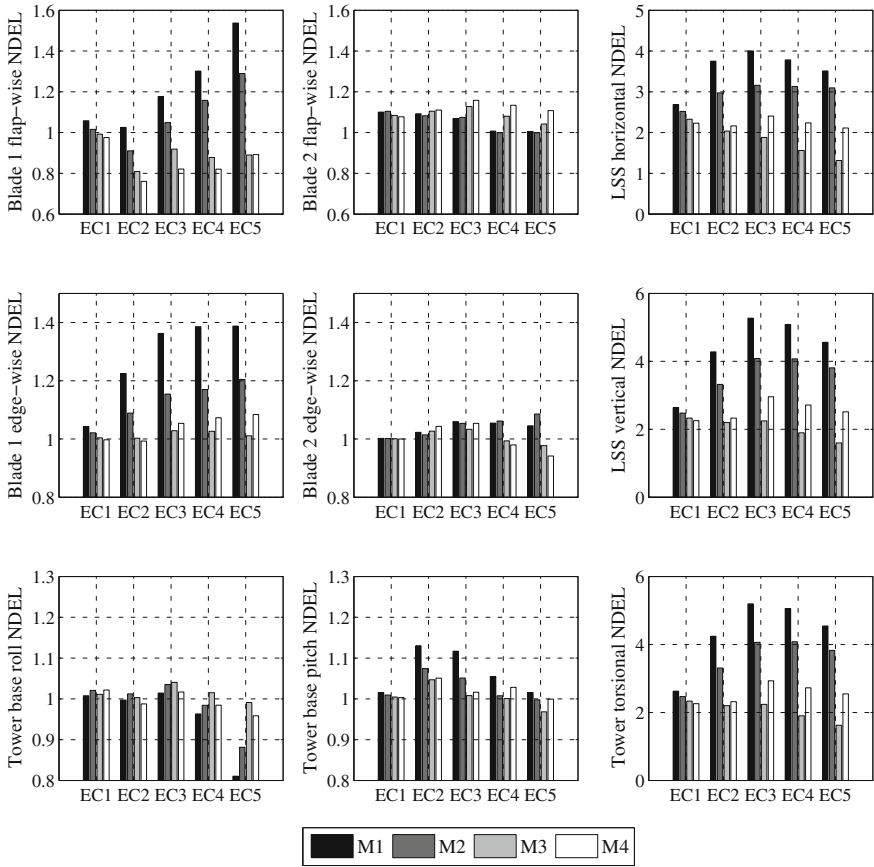 Blade 1 flap-wise NDEL
1.6
1.4
1.2
1
0.8
0.6
EC1 EC2 EC3 EC4 EC5
Blade 2 flap-wise NDEL
1.6
1.4
1.2
1
0.8
0.6
EC1 EC2 EC3 EC4 EC5
LSS horizontal NDEL
5
4
3
2
1
0
EC1 EC2 EC3 EC4 EC5
Blade 1 edge-wise NDEL
1.4
1.2
1
0.8
EC1 EC2 EC3 EC4 EC5
Blade 2 edge-wise NDEL
1.4
1.2
1
0.8
EC1 EC2 EC3 EC4 EC5
LSS vertical NDEL
6
4
2
0
EC1 EC2 EC3 EC4 EC5
Tower base roll NDEL
1.3
1.2
1.1
1
0.9
0.8
EC1 EC2 EC3 EC4 EC5
Tower base pitch NDEL
1.3
1.2
1.1
1
0.9
0.8
EC1 EC2 EC3 EC4 EC5
Tower torsional NDEL
6
4
2
0
EC1 EC2 EC3 EC4 EC5
M1 M2 M3 M4